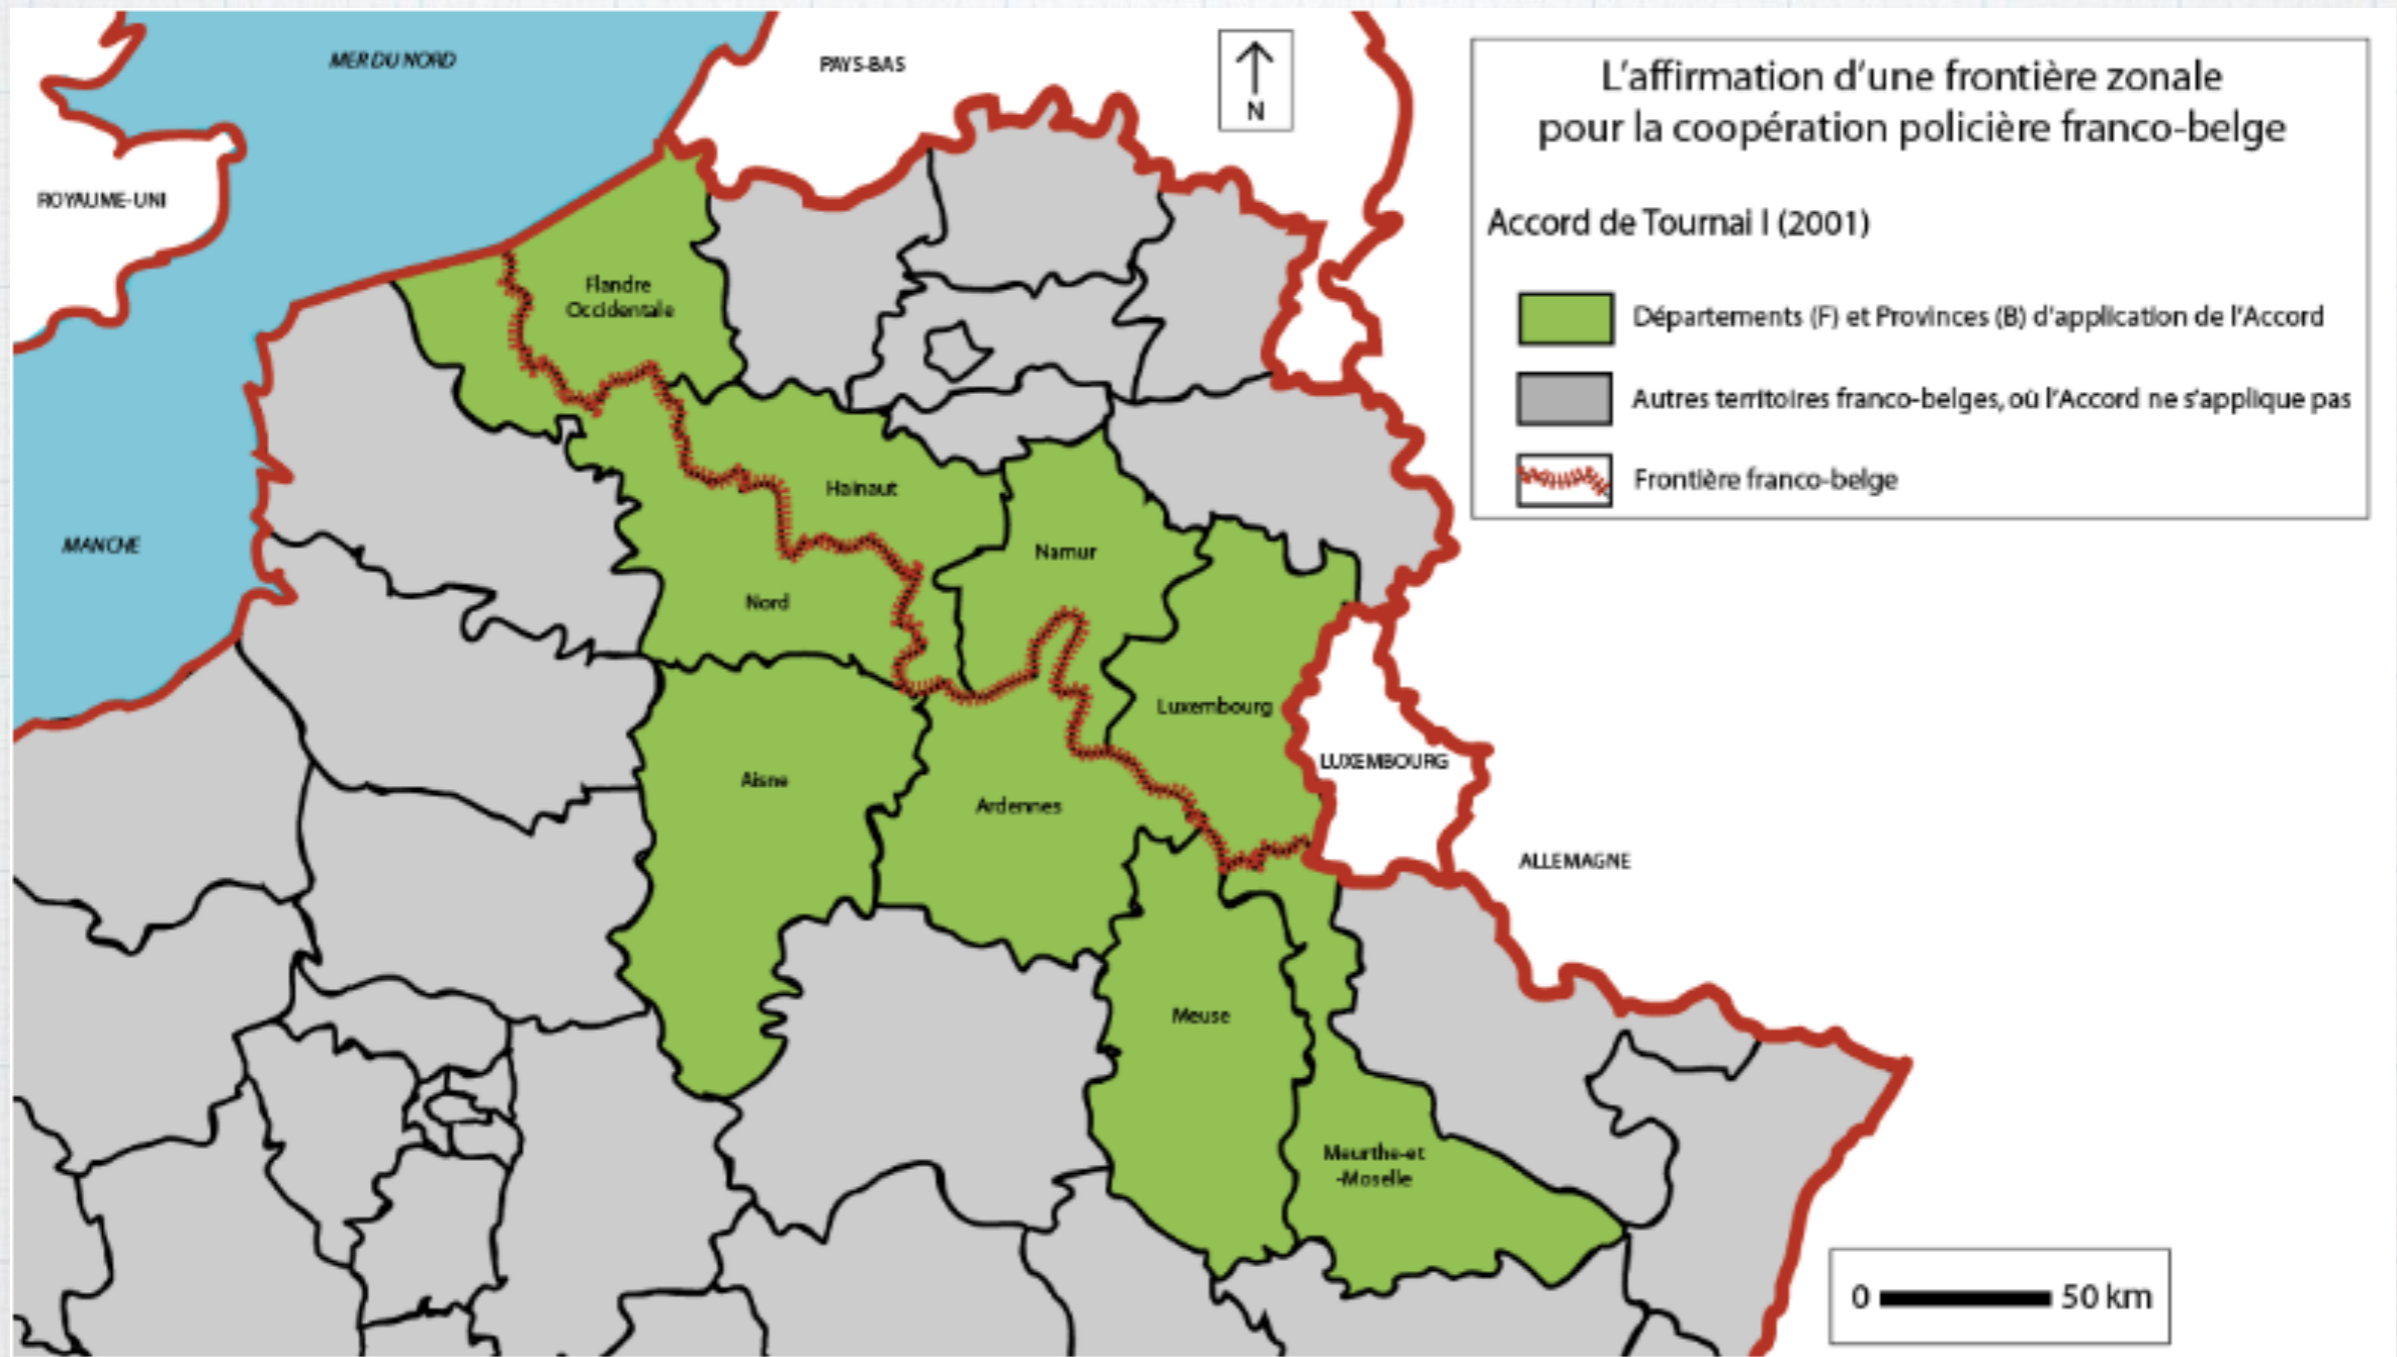 MER DU NORD
PAYS-BAS
N
ROYAUME-UNI
MANCHE
Flandre
Occidentale
Hainaut
Namur
Nord
Luxembourg
LUXEMBOURG
Aisne
Ardennes
ALLEMAGNE
Meuse
Meurthe-et
-Moselle
L'affirmation d'une frontière zonale
pour la coopération policière franco-belge
Accord de Tournai I (2001)
Départements (F) et Provinces (B) d'application de l'Accord
Autres territoires franco-belges, où l'Accord ne s'applique pas
Frontière franco-belge
0 50 km